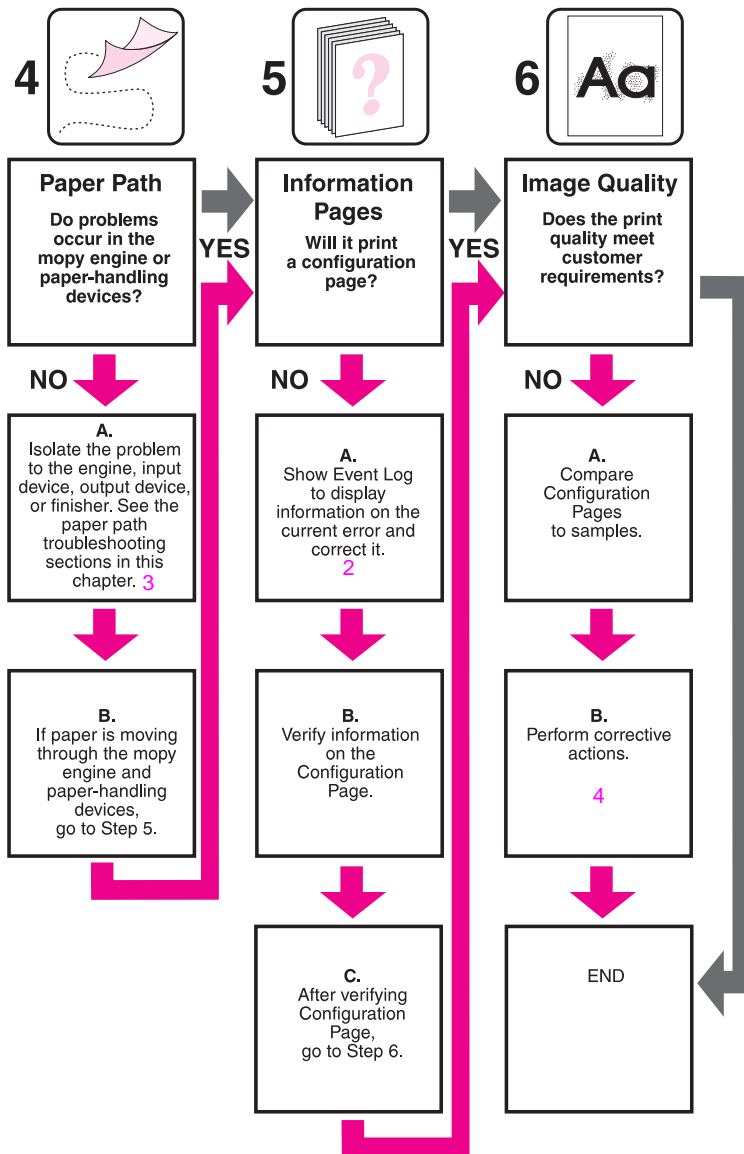 4
5
6
Aa
?
Paper Path
Do problems
occur in the
mopy engine or
paper-handling
devices?
YES
Information
Pages
Will it print
a configuration
page?
YES
Image Quality
Does the print
quality meet
customer
requirements?
NO
NO
NO
A.
Isolate the problem
to the engine, input
device, output device,
or finisher. See the
paper path
troubleshooting
sections in this
chapter. 3
A.
Show Event Log
to display
information on the
current error and
correct it.
2
A.
Compare
Configuration
Pages
to samples.
B.
If paper is moving
through the mopy
engine and
paper-handling
devices,
go to Step 5.
B.
Verify information
on the
Configuration
Page.
B.
Perform corrective
actions.
4
C.
After verifying
Configuration
Page,
go to Step 6.
END